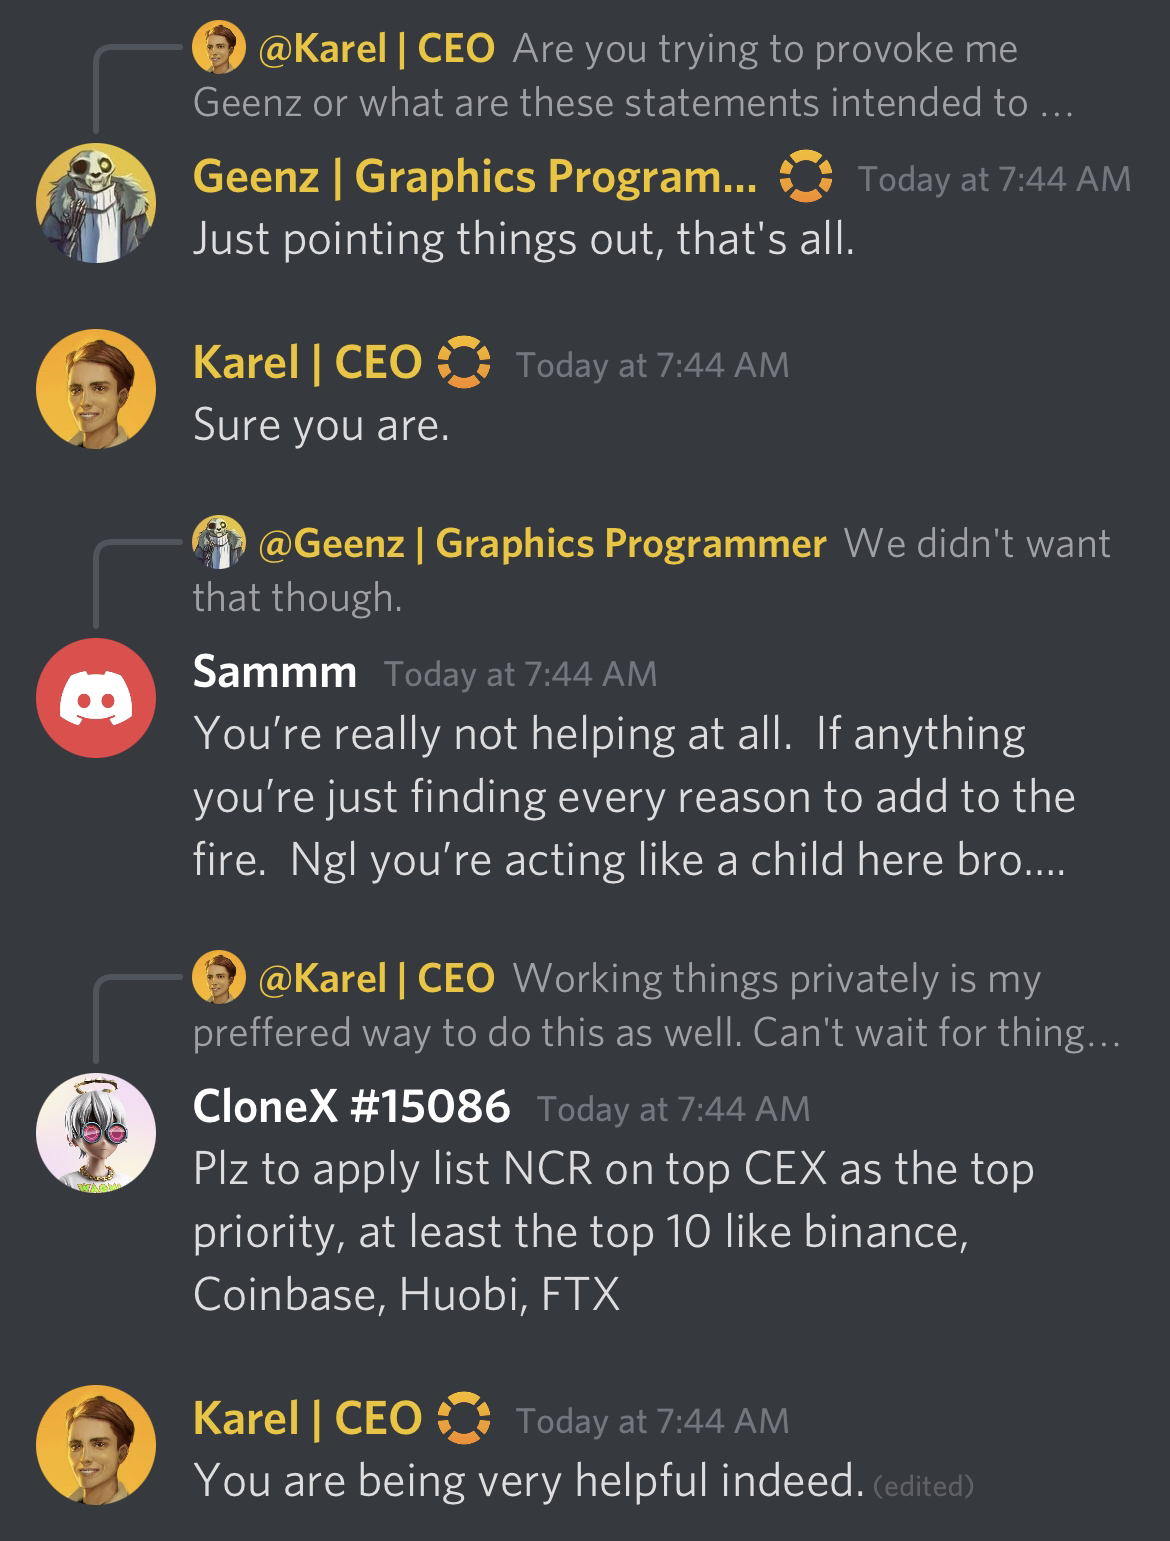 @Karel | CEO Are you trying to provoke me
Geenz or what are these statements intended to ...
Geenz | Graphics Program... Today at 7:44 AM
Just pointing things out, that's all.
Karel | CEO Today at 7:44 AM
Sure you are.
@Geenz | Graphics Programmer We didn't want
that though.
Sammm Today at 7:44 AM
You’re really not helping at all.  If anything
you’re just finding every reason to add to the
fire.  Ngl you’re acting like a child here bro....
@Karel | CEO Working things privately is my
preffered way to do this as well. Can't wait for thing...
CloneX #15086 Today at 7:44 AM
Plz to apply list NCR on top CEX as the top
priority, at least the top 10 like binance,
Coinbase, Huobi, FTX
Karel | CEO Today at 7:44 AM
You are being very helpful indeed. (edited)